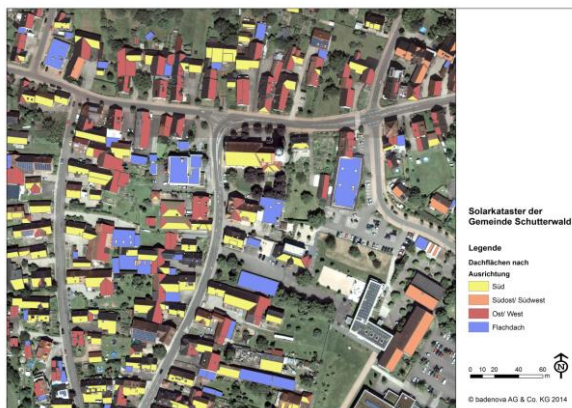 Solarkataster der
Gemeinde Schutterwald
Legende
Dachflächen nach
Ausrichtung
Süd
Südost/ Südwest
Ost/ West
Flachdach
0 10 20 40 60
m
N
© badenova AG & Co. KG 2014